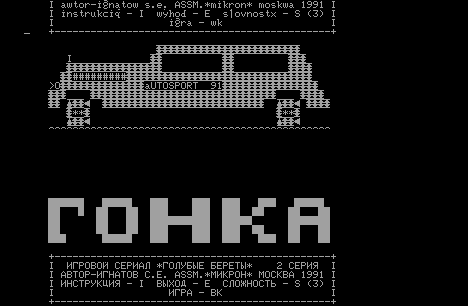 awtor-ignatow s.e. ASSM.*mikron* moskwa 1991
instrukciq - I  wyhod - E  slovnostx - S (3)
igra - wk
aUTOSPORT 91
ГОНКА
ИГРОВОЙ СЕРИАЛ *ГОЛУБЫЕ БЕРЕТЫ*  2 СЕРИЯ
АВТОР-ИГНАТОВ С.Е. ASSM.*МИКРОН* МОСКВА 1991
ИНСТРУКЦИЯ - I  ВЫХОД - E  СЛОЖНОСТЬ - S (3)
ИГРА - ВК